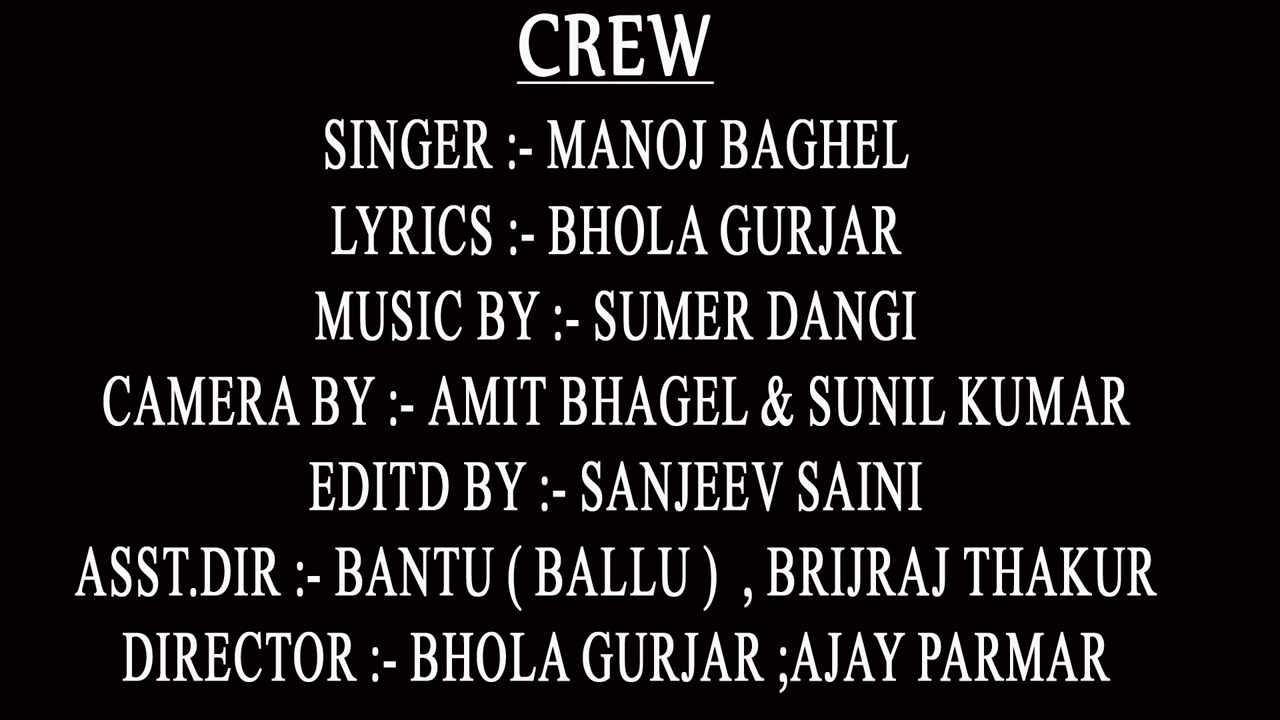 CREW
SINGER :- MANOJ BAGHEL
LYRICS :- BHOLA GURJAR
MUSIC BY :- SUMER DANGI
CAMERA BY :- AMIT BHAGEL & SUNIL KUMAR
EDITD BY :- SANJEEV SAINI
ASST.DIR :- BANTU ( BALLU ) , BRIJRAJ THAKUR
DIRECTOR :- BHOLA GURJAR ;AJAY PARMAR